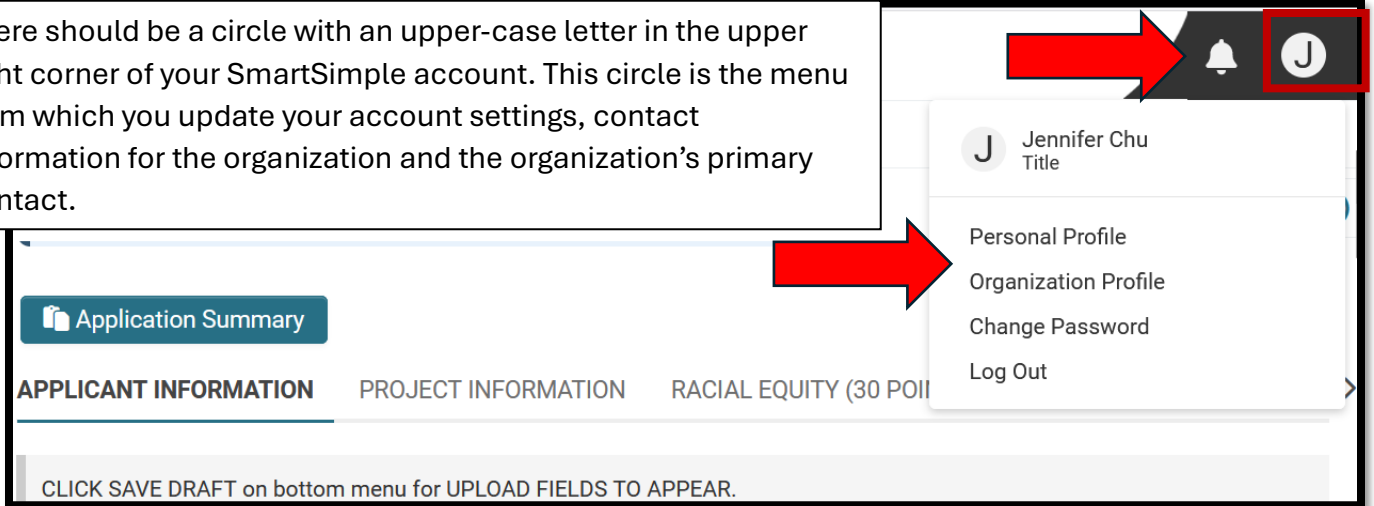 ere should be a circle with an upper-case letter in the upper
ht corner of your SmartSimple account. This circle is the menu
m which you update your account settings, contact
ormation for the organization and the organization's primary
ntact.
J
J Jennifer Chu
Title
Personal Profile
Organization Profile
Change Password
Log Out
Application Summary
APPLICANT INFORMATION PROJECT INFORMATION RACIAL EQUITY (30 POI
CLICK SAVE DRAFT on bottom menu for UPLOAD FIELDS TO APPEAR.